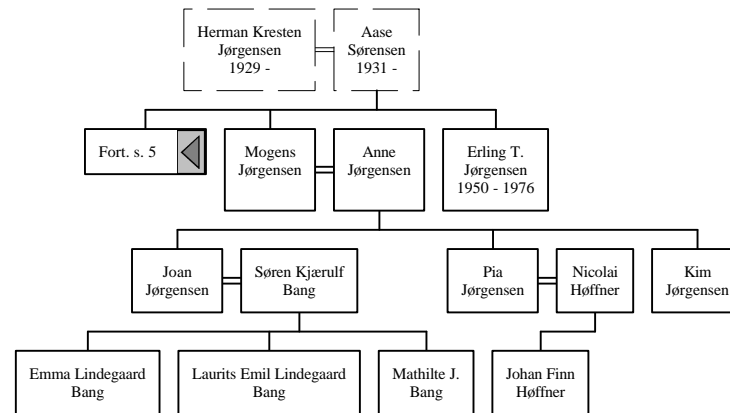 Herman Kresten
Jørgensen
1929 -
Aase
Sørensen
1931 -
Fort. s. 5
Mogens
Jørgensen
Anne
Jørgensen
Erling T.
Jørgensen
1950 - 1976
Joan
Jørgensen
Søren Kjærulf
Bang
Pia
Jørgensen
Nicolai
Høffner
Kim
Jørgensen
Emma Lindegaard
Bang
Laurits Emil Lindegaard
Bang
Mathilte J.
Bang
Johan Finn
Høffner